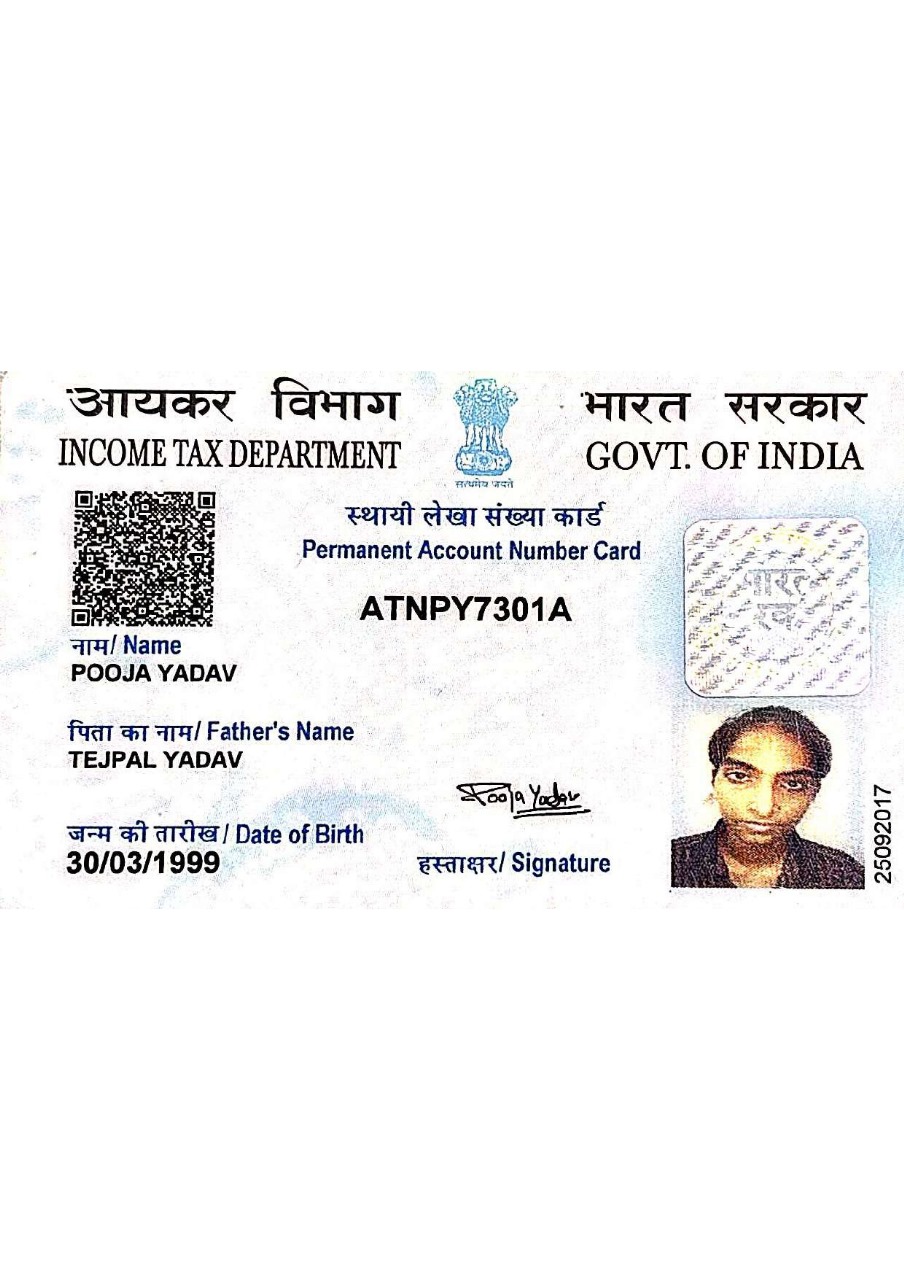 आयकर विभाग
INCOME TAX DEPARTMENT
सत्यमेव जयते
भारत सरकार
GOVT. OF INDIA
स्थायी लेखा संख्या कार्ड
Permanent Account Number Card
ATNPY7301A
नाम/ Name
POOJA YADAV
पिता का नाम/ Father's Name
TEJPAL YADAV
जन्म की तारीख/ Date of Birth
30/03/1999
Pooja Yadav
हस्ताक्षर/ Signature
25092017